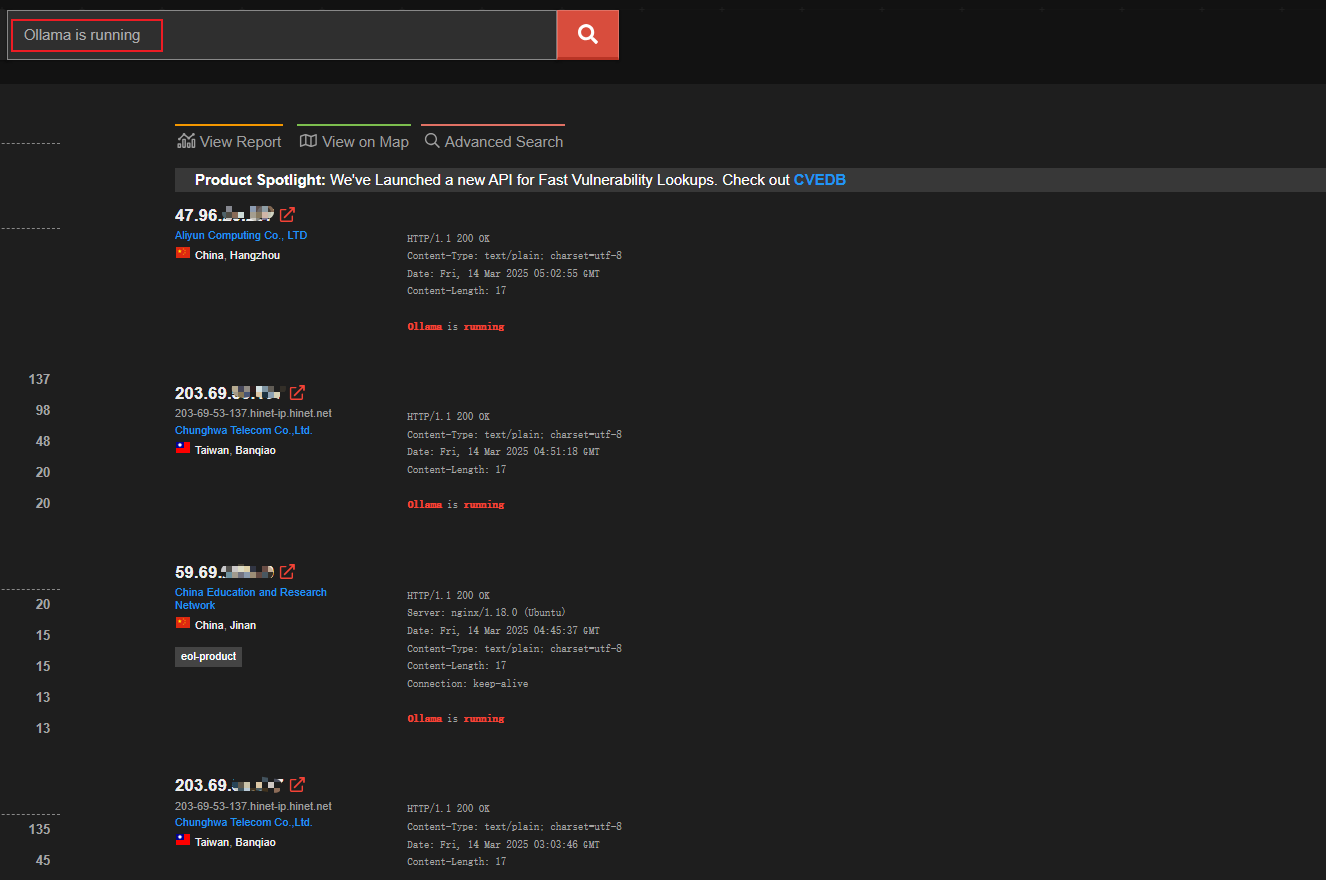 Ollama is running
View Report View on Map Advanced Search
Product Spotlight: We've Launched a new API for Fast Vulnerability Lookups. Check out CVEDB
47.96.
Aliyun Computing Co., LTD
China, Hangzhou
HTTP/1.1 200 OK
Content-Type: text/plain; charset=utf-8
Date: Fri, 14 Mar 2025 05:02:55 GMT
Content-Length: 17
Ollama is running
137
98
48
20
20
203.69.
203-69-53-137.hinet-ip.hinet.net
Chunghwa Telecom Co.,Ltd.
Taiwan, Banqiao
HTTP/1.1 200 OK
Content-Type: text/plain; charset=utf-8
Date: Fri, 14 Mar 2025 04:51:18 GMT
Content-Length: 17
Ollama is running
20
15
15
13
13
59.69.
China Education and Research
Network
China, Jinan
eol-product
HTTP/1.1 200 OK
Server: nginx/1.18.0 (Ubuntu)
Date: Fri, 14 Mar 2025 04:45:37 GMT
Content-Type: text/plain; charset=utf-8
Content-Length: 17
Connection: keep-alive
Ollama is running
135
45
203.69.
203-69-53-137.hinet-ip.hinet.net
Chunghwa Telecom Co.,Ltd.
Taiwan, Banqiao
HTTP/1.1 200 OK
Content-Type: text/plain; charset=utf-8
Date: Fri, 14 Mar 2025 03:03:46 GMT
Content-Length: 17